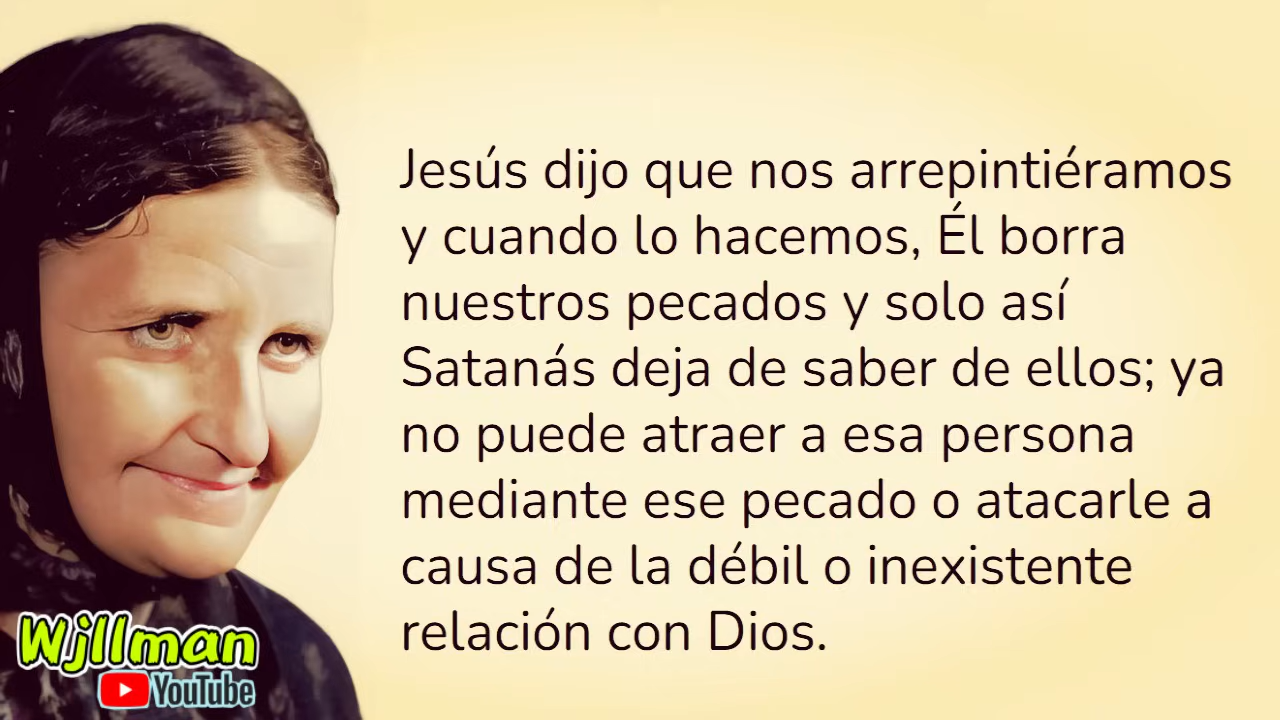 Jesús dijo que nos arrepintiéramos
y cuando lo hacemos, Él borra
nuestros pecados y solo así
Satanás deja de saber de ellos; ya
no puede atraer a esa persona
mediante ese pecado o atacarle a
causa de la débil o inexistente
relación con Dios.
Wjllman
YouTube